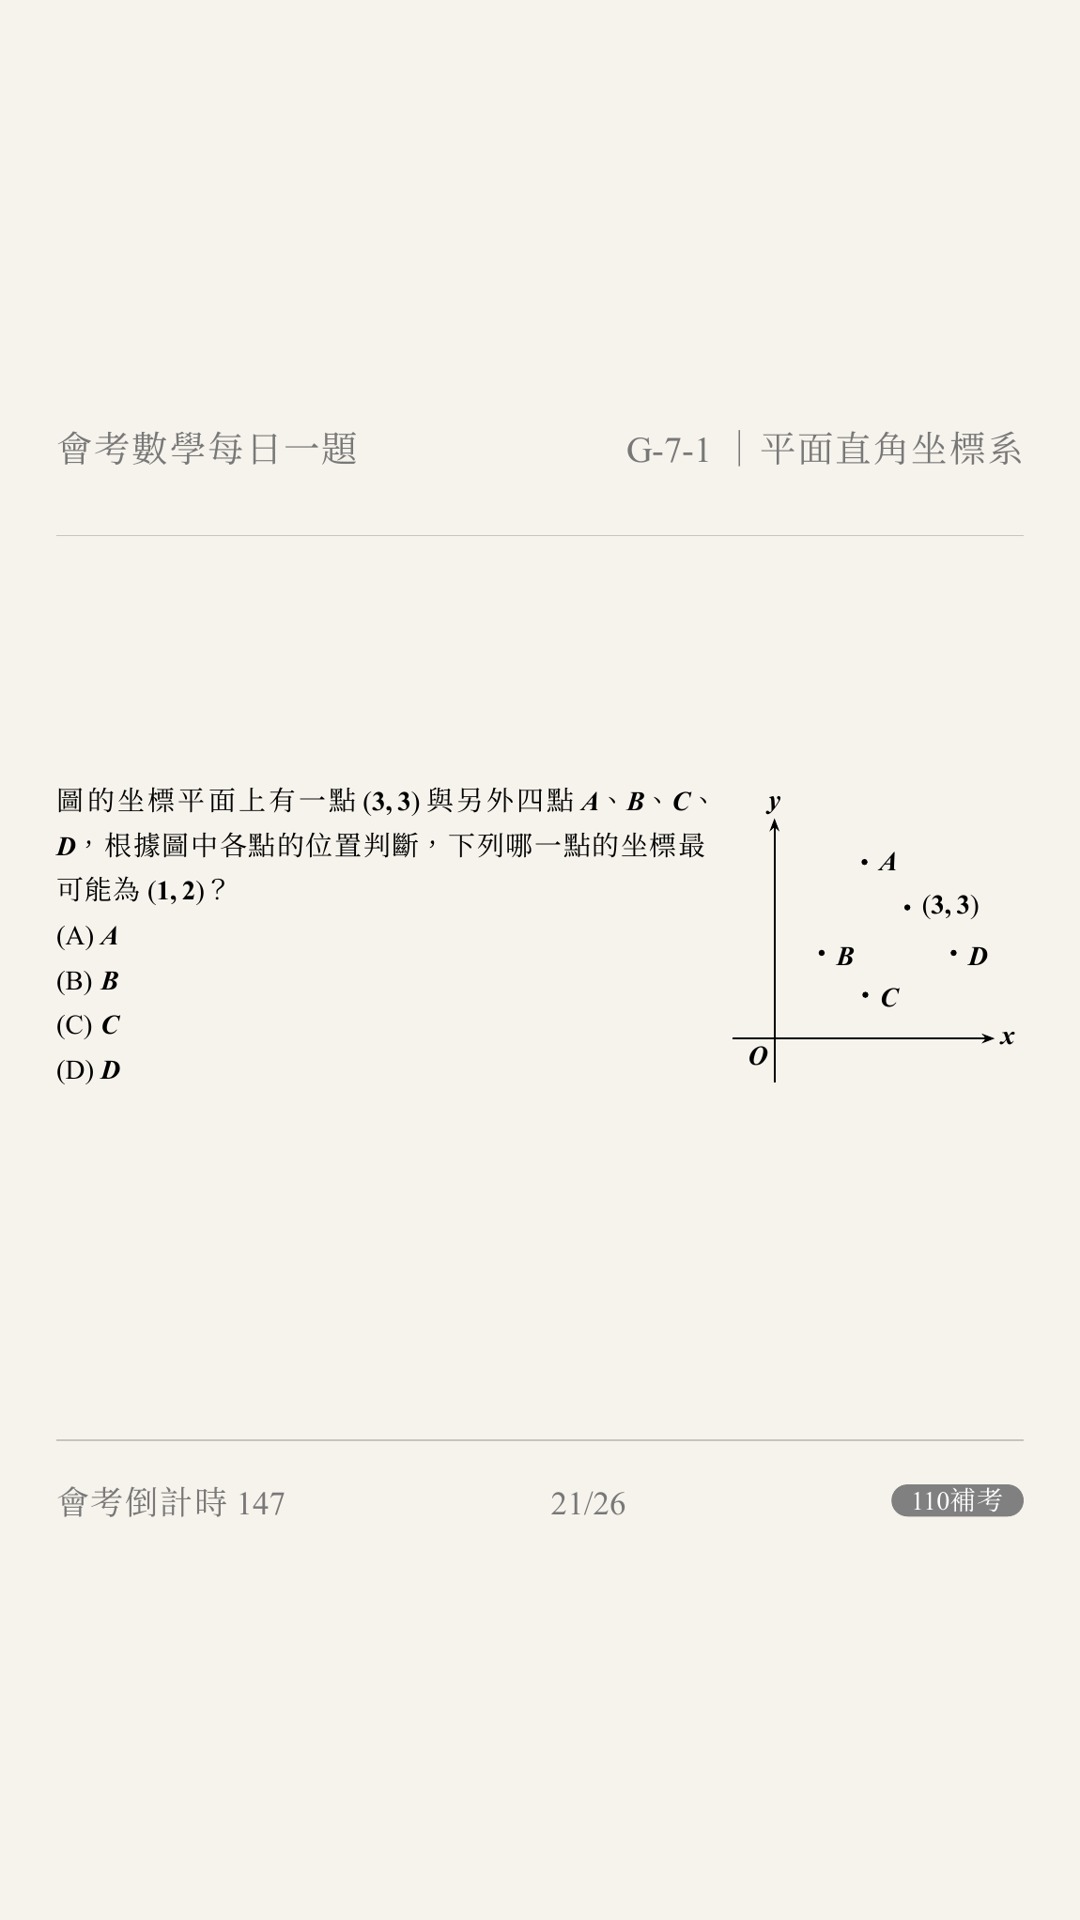 會考數學每日一題
G-7-1｜平面直角坐標系
圖的坐標平面上有一點 (3, 3) 與另外四點 A、B、C、
D，根據圖中各點的位置判斷，下列哪一點的坐標最
可能為 (1, 2)？
(A) A
(B) B
(C) C
(D) D
y
A
(3, 3)
B
D
C
x
O
會考倒計時 147
21/26
110補考